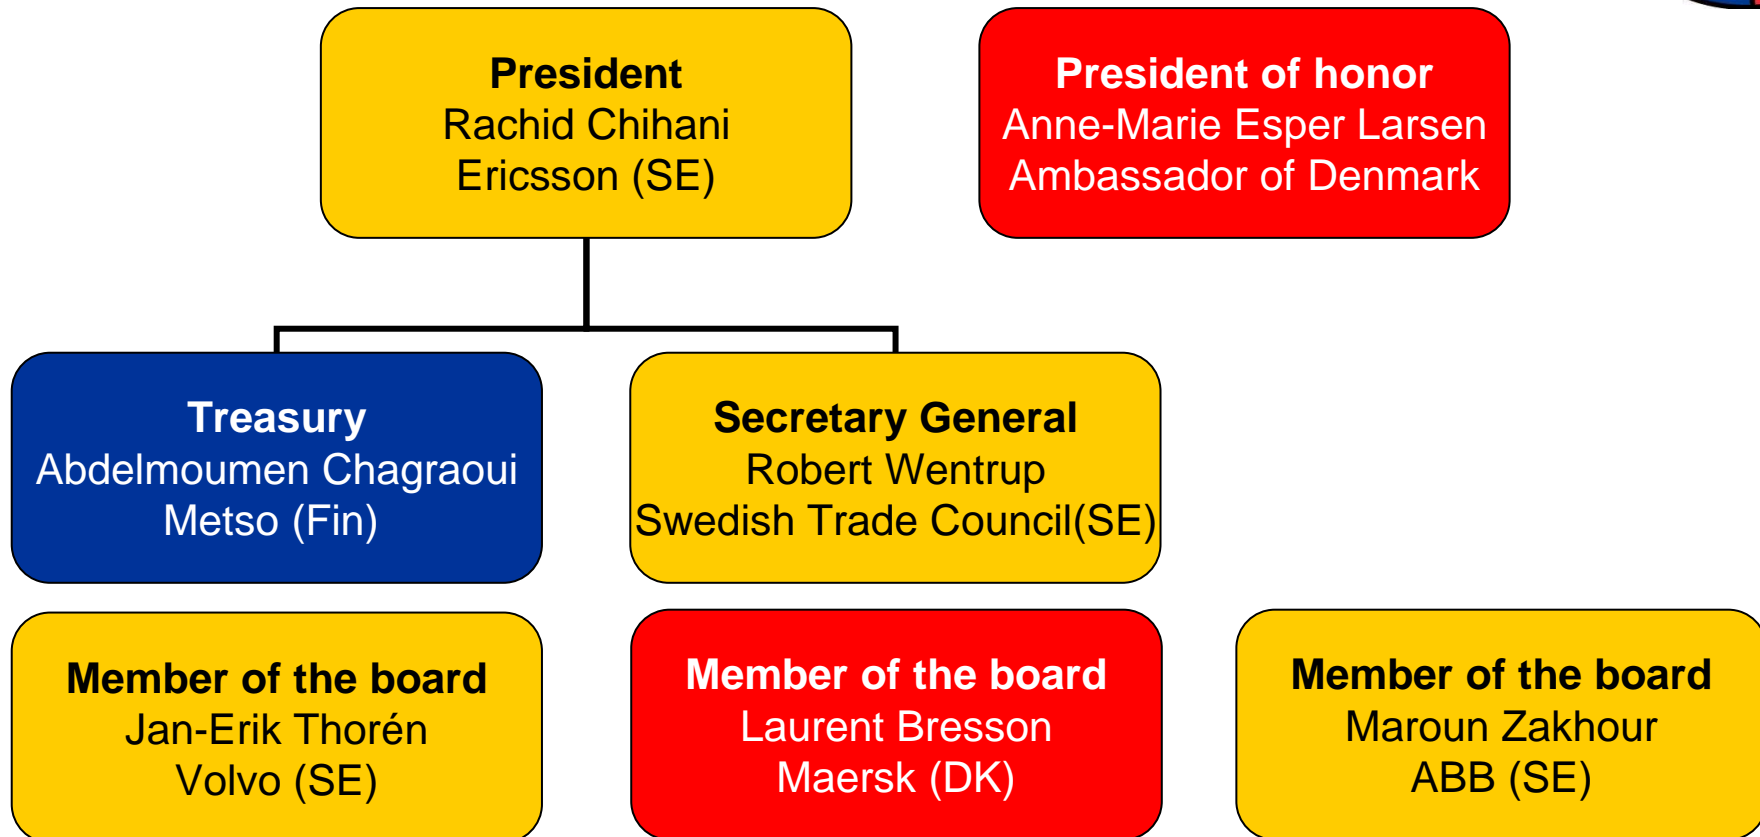 President
Rachid Chihani
Ericsson (SE)
President of honor
Anne-Marie Esper Larsen
Ambassador of Denmark
Treasury
Abdelmoumen Chagraoui
Metso (Fin)
Secretary General
Robert Wentrup
Swedish Trade Council(SE)
Member of the board
Jan-Erik Thorén
Volvo (SE)
Member of the board
Laurent Bresson
Maersk (DK)
Member of the board
Maroun Zakhour
ABB (SE)